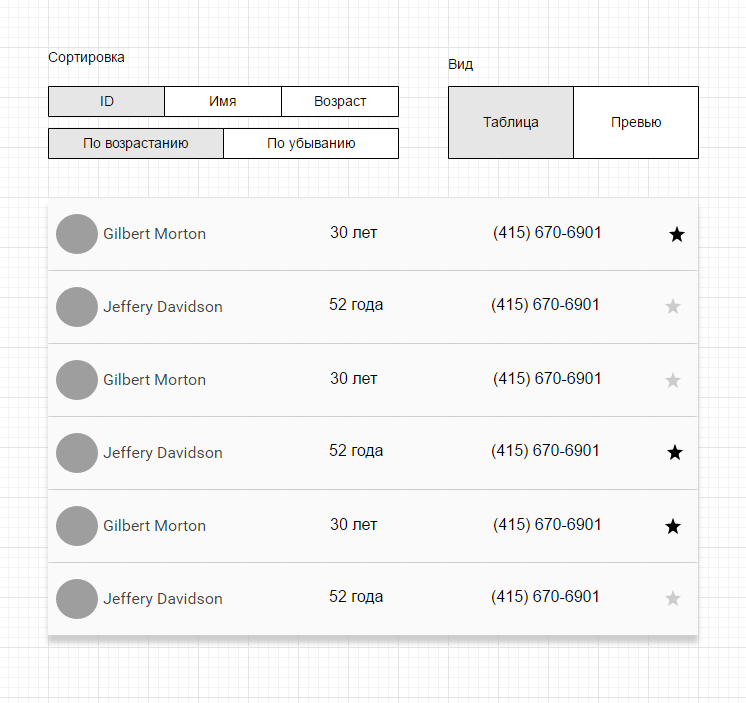 Сортировка
Вид
ID Имя Возраст
Таблица Превью
По возрастанию По убыванию
Gilbert Morton 30 лет (415) 670-6901
Jeffery Davidson 52 года (415) 670-6901
Gilbert Morton 30 лет (415) 670-6901
Jeffery Davidson 52 года (415) 670-6901
Gilbert Morton 30 лет (415) 670-6901
Jeffery Davidson 52 года (415) 670-6901